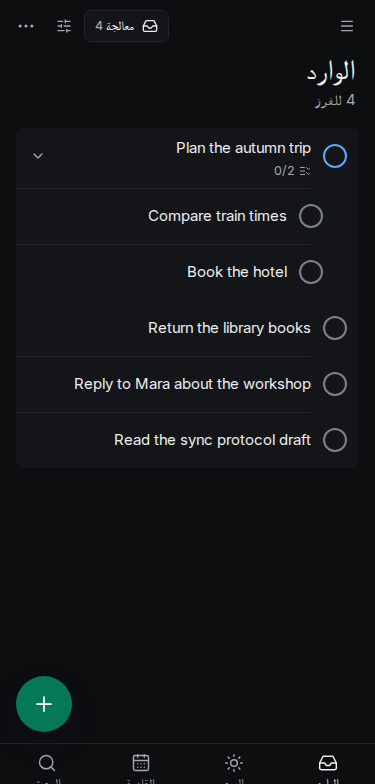 معالجة 4
الوارد
4 للفرز
Plan the autumn trip
0/2
Compare train times
Book the hotel
Return the library books
Reply to Mara about the workshop
Read the sync protocol draft